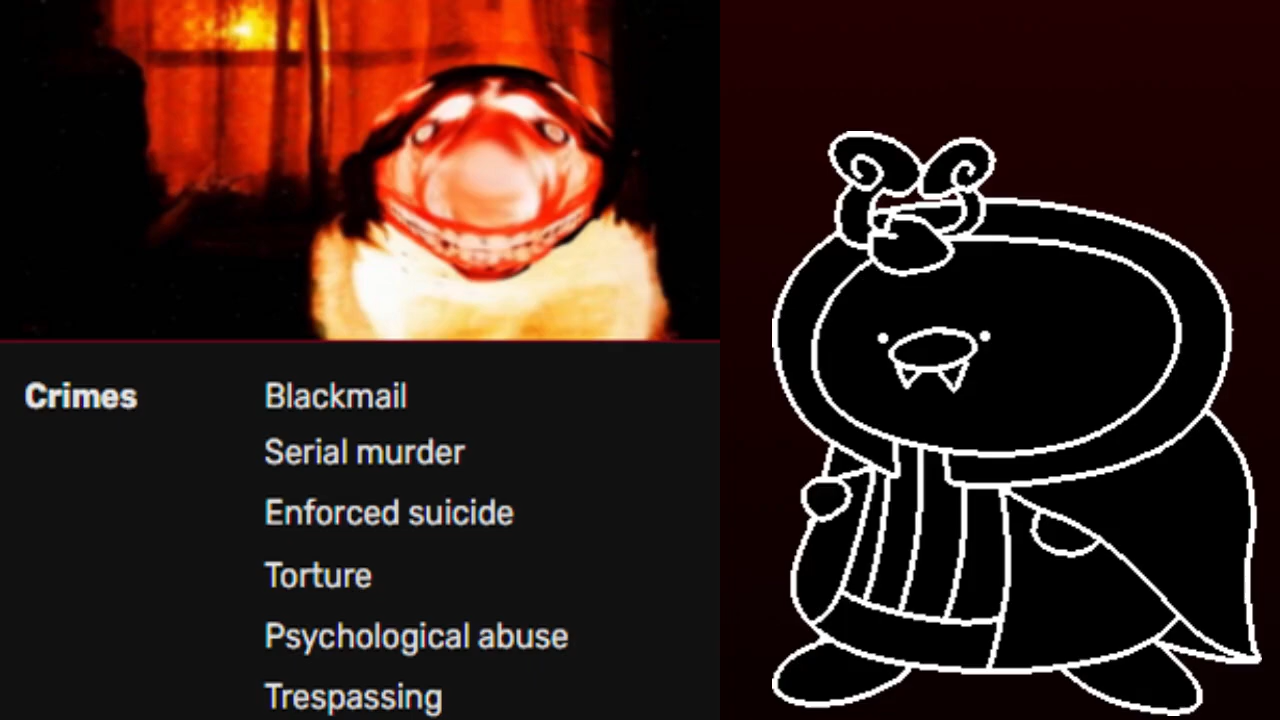 Crimes
Blackmail
Serial murder
Enforced suicide
Torture
Psychological abuse
Trespassing